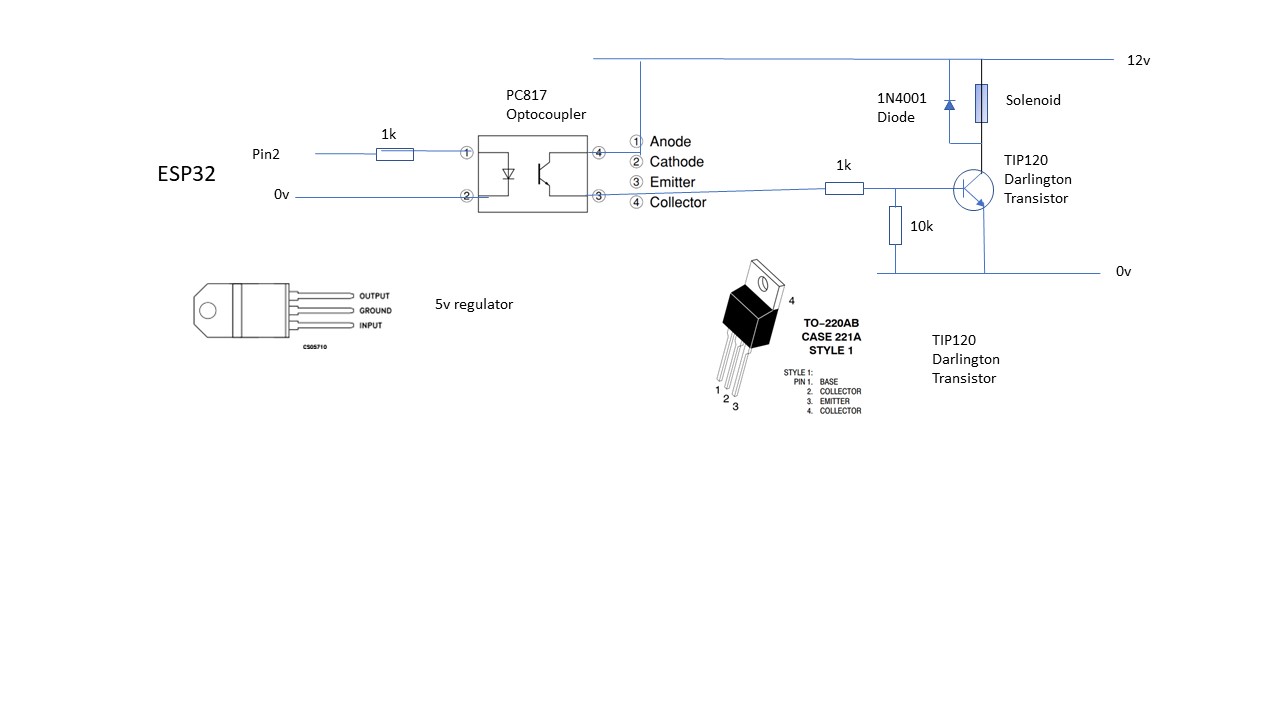 12v
PC817
Optocoupler
1N4001
Diode
Solenoid
1k
Pin2
ESP32
0v
① ② ④ ③
① Anode
② Cathode
③ Emitter
④ Collector
1k
TIP120
Darlington
Transistor
10k
0v
OUTPUT
GROUND
INPUT
CS05710
5v regulator
4
1
2
3
TO-220AB
CASE 221A
STYLE 1
STYLE 1:
PIN 1. BASE
2. COLLECTOR
3. EMITTER
4. COLLECTOR
TIP120
Darlington
Transistor